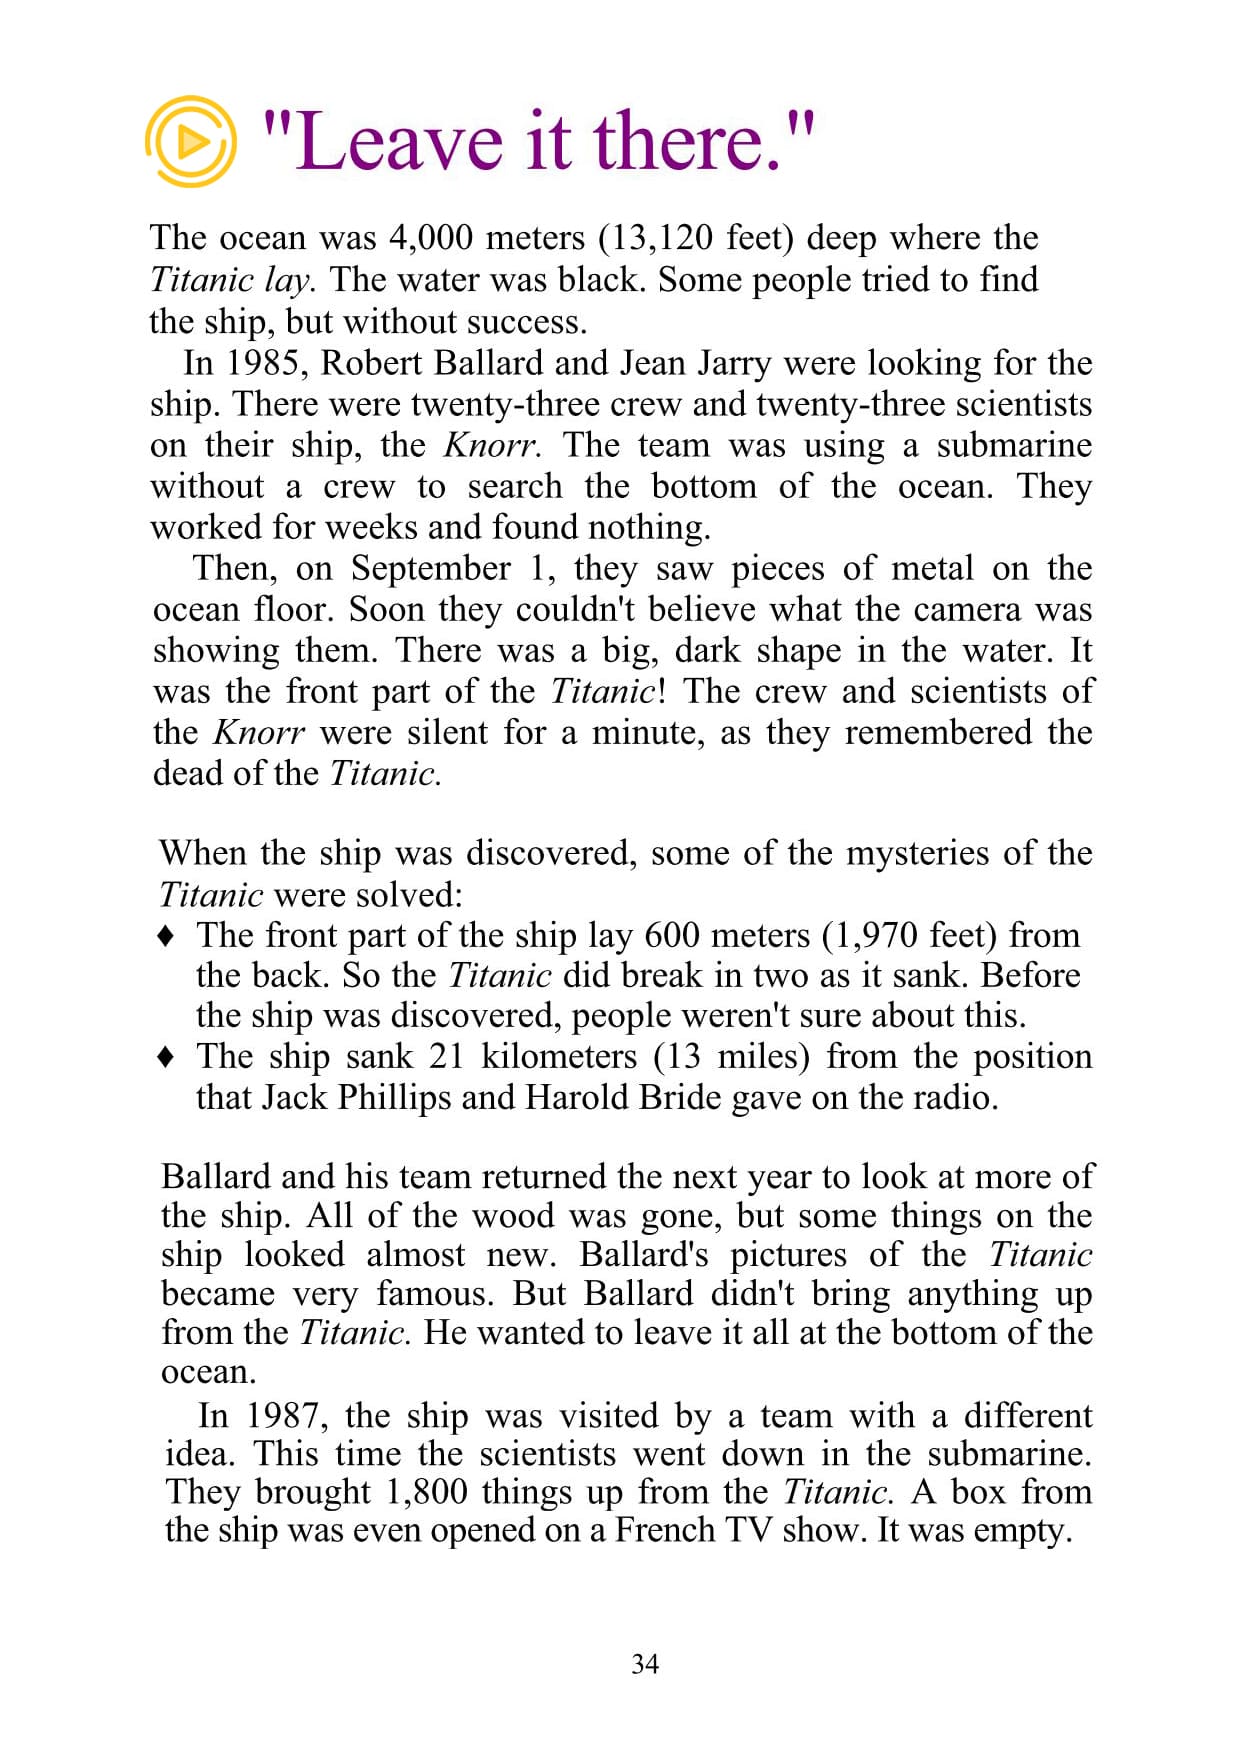 "Leave it there."
The ocean was 4,000 meters (13,120 feet) deep where the
Titanic lay. The water was black. Some people tried to find
the ship, but without success.
In 1985, Robert Ballard and Jean Jarry were looking for the
ship. There were twenty-three crew and twenty-three scientists
on their ship, the Knorr. The team was using a submarine
without a crew to search the bottom of the ocean. They
worked for weeks and found nothing.
Then, on September 1, they saw pieces of metal on the
ocean floor. Soon they couldn't believe what the camera was
showing them. There was a big, dark shape in the water. It
was the front part of the Titanic! The crew and scientists of
the Knorr were silent for a minute, as they remembered the
dead of the Titanic.
When the ship was discovered, some of the mysteries of the
Titanic were solved:
♦ The front part of the ship lay 600 meters (1,970 feet) from
the back. So the Titanic did break in two as it sank. Before
the ship was discovered, people weren't sure about this.
♦ The ship sank 21 kilometers (13 miles) from the position
that Jack Phillips and Harold Bride gave on the radio.
Ballard and his team returned the next year to look at more of
the ship. All of the wood was gone, but some things on the
ship looked almost new. Ballard's pictures of the Titanic
became very famous. But Ballard didn't bring anything up
from the Titanic. He wanted to leave it all at the bottom of the
ocean.
In 1987, the ship was visited by a team with a different
idea. This time the scientists went down in the submarine.
They brought 1,800 things up from the Titanic. A box from
the ship was even opened on a French TV show. It was empty.
34